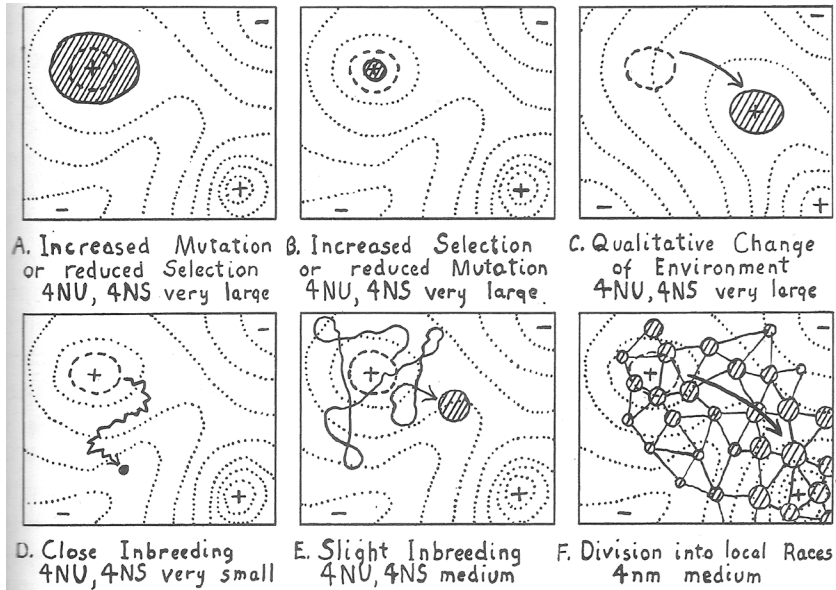 A. Increased Mutation
or reduced Selection
4NU, 4NS very large
B. Increased Selection
or reduced Mutation
4NU, 4NS very large
C. Qualitative Change
of Environment
4NU, 4NS very large
D. Close Inbreeding
4NU, 4NS very small
E. Slight Inbreeding
4NU, 4NS medium
F. Division into local Races
4nm medium